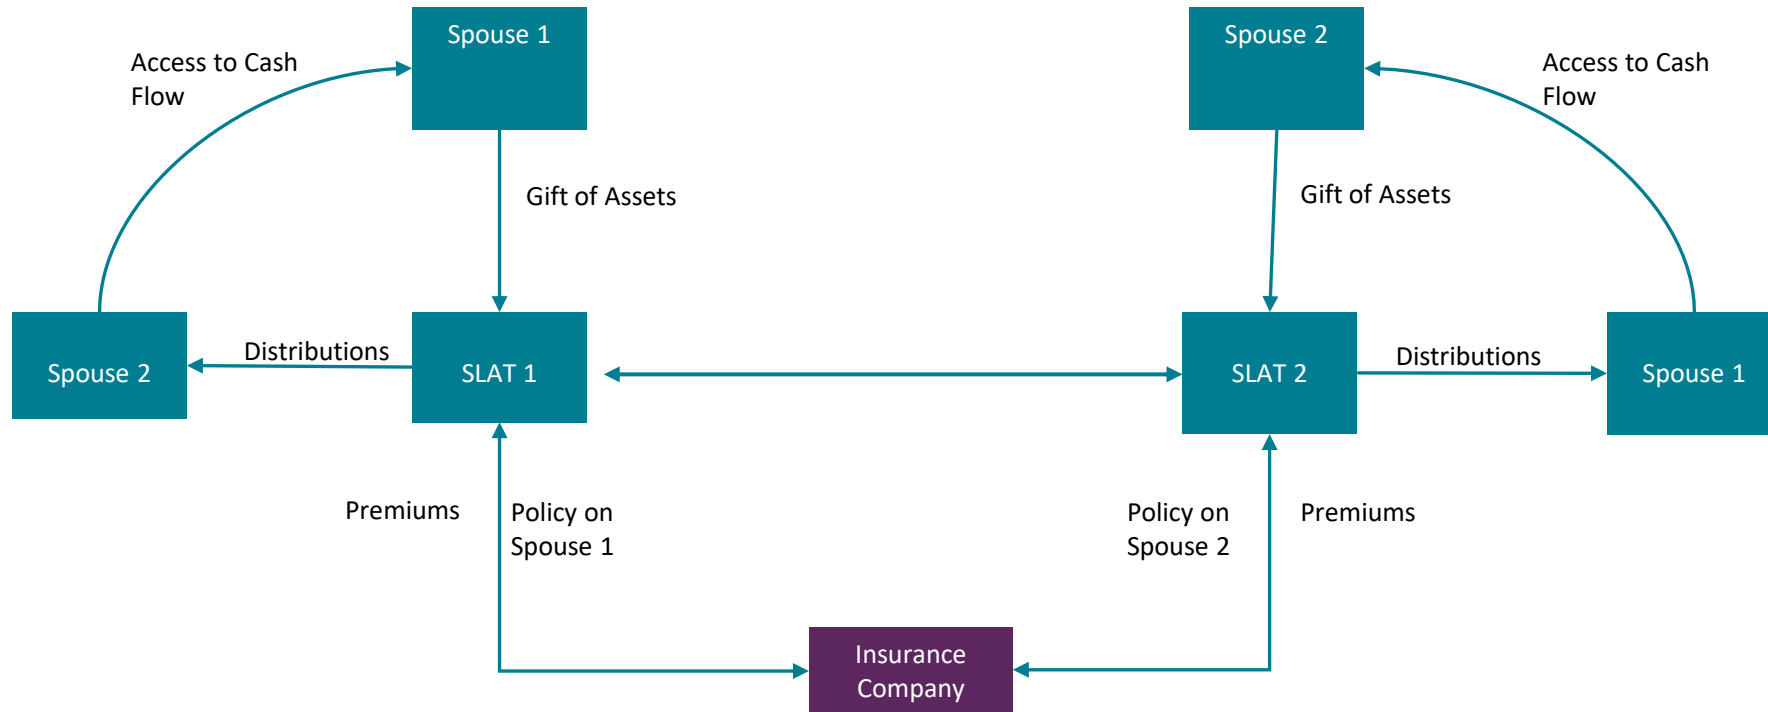 Spouse 1
Spouse 2
Access to Cash
Flow
Access to Cash
Flow
Gift of Assets
Gift of Assets
Spouse 2
Distributions
SLAT 1
SLAT 2
Distributions
Spouse 1
Premiums
Policy on
Spouse 1
Policy on
Spouse 2
Premiums
Insurance
Company